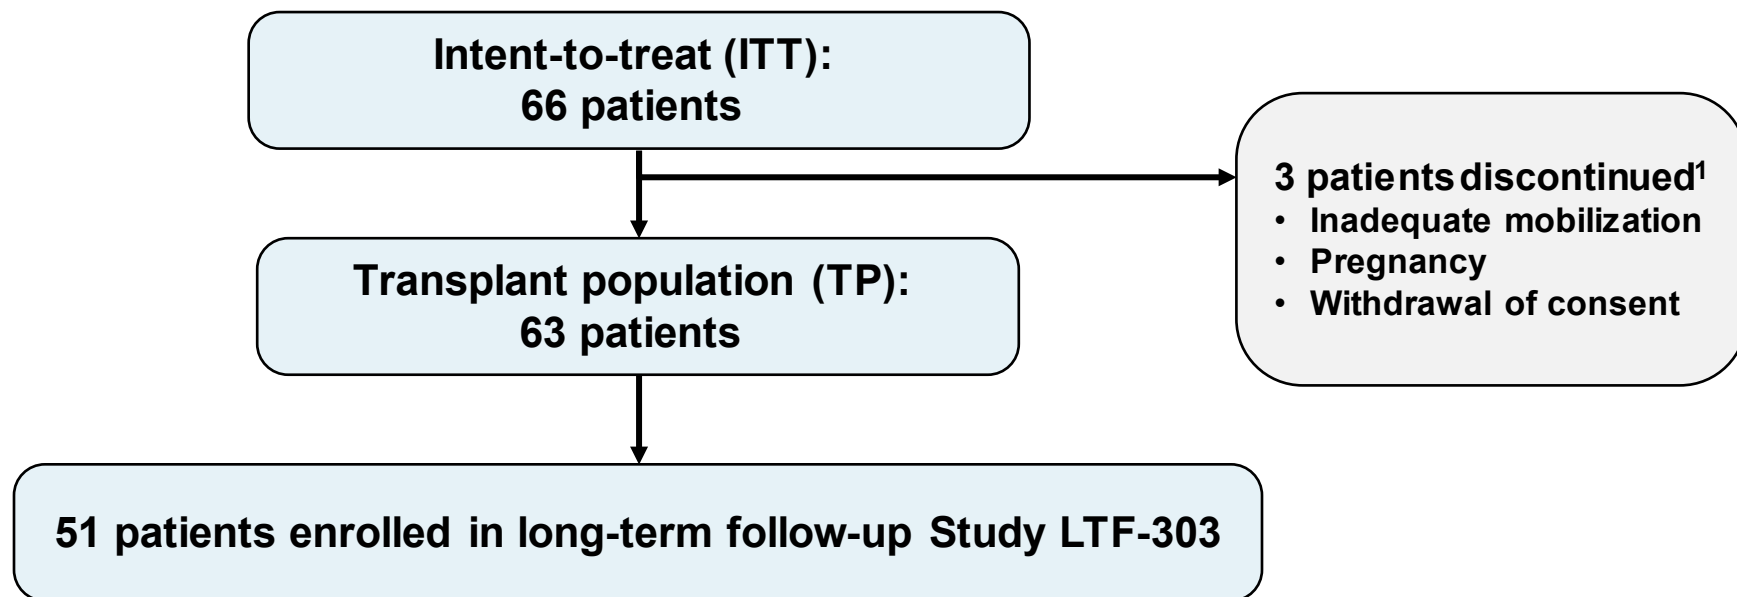 Intent-to-treat (ITT):
66 patients
3 patients discontinued¹
• Inadequate mobilization
• Pregnancy
• Withdrawal of consent
Transplant population (TP):
63 patients
51 patients enrolled in long-term follow-up Study LTF-303